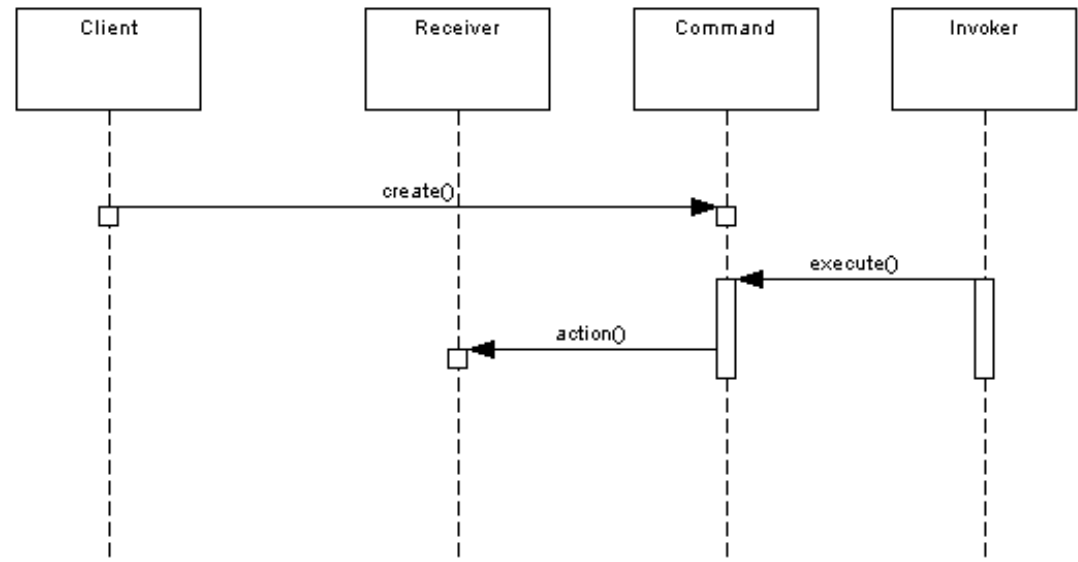 Client
Receiver
Command
Invoker
create()
execute()
action()